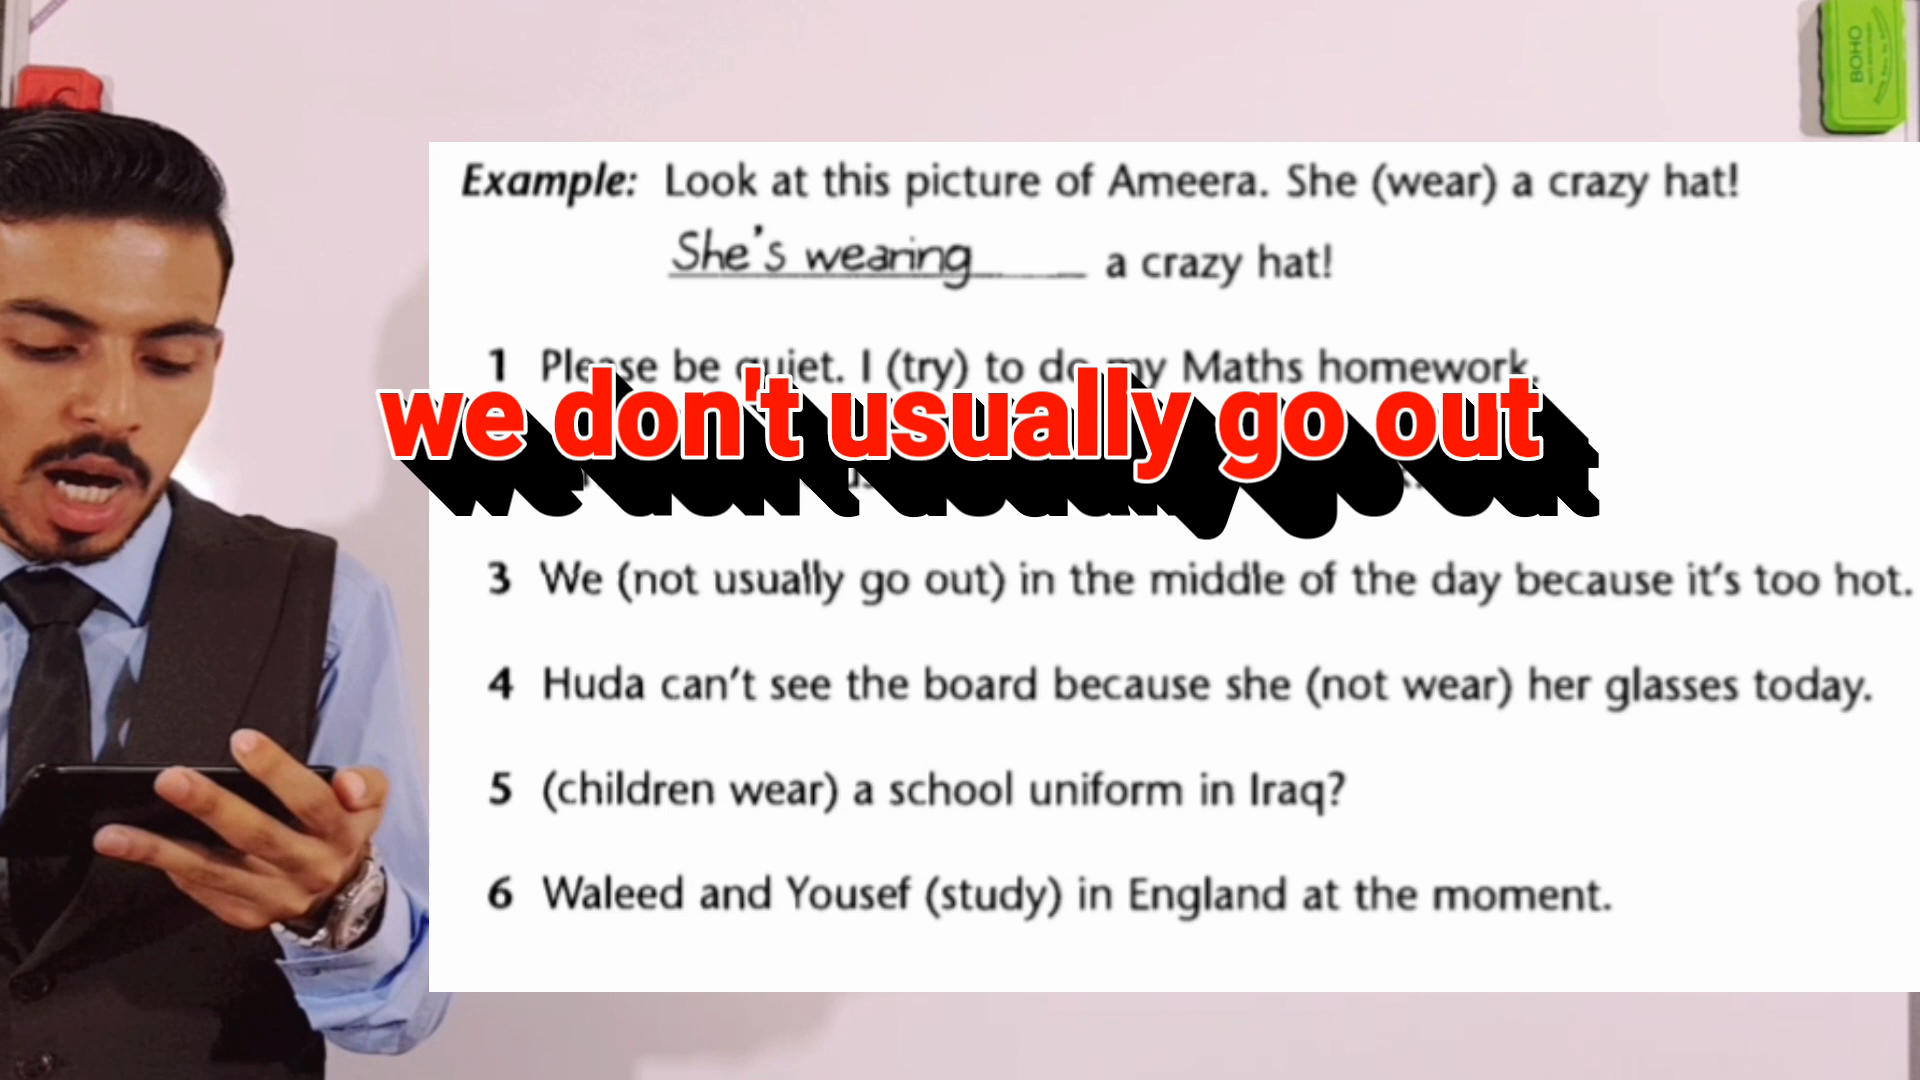 BOHO
Example: Look at this picture of Ameera. She (wear) a crazy hat!
She's wearing a crazy hat!
1 Please be quiet. I (try) to do my Maths homework.
we don't usually go out
3 We (not usually go out) in the middle of the day because it's too hot.
4 Huda can't see the board because she (not wear) her glasses today.
5 (children wear) a school uniform in Iraq?
6 Waleed and Yousef (study) in England at the moment.